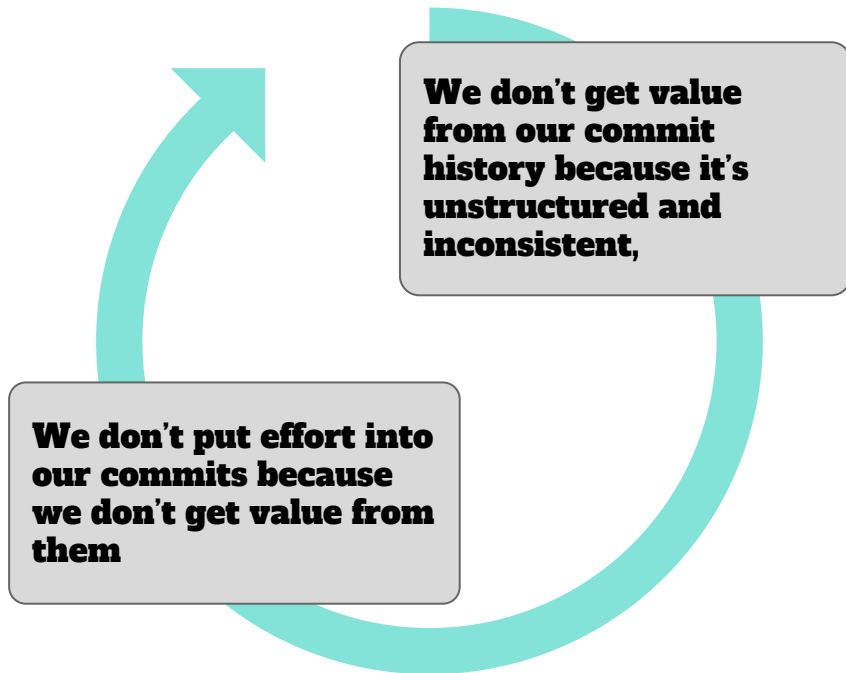 We don't get value
from our commit
history because it's
unstructured and
inconsistent,
We don't put effort into
our commits because
we don't get value from
them